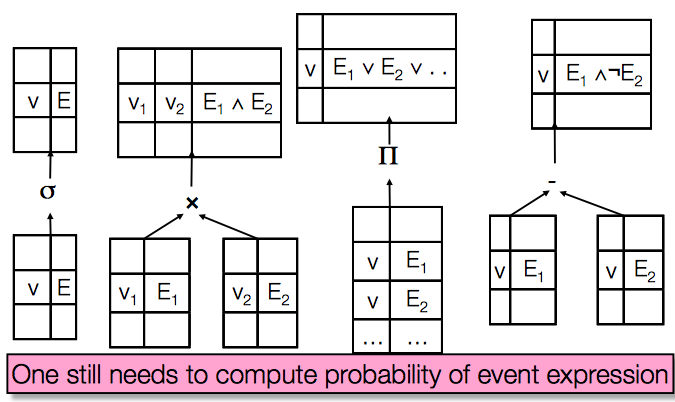 v E
σ
v E
v₁ v₂ E₁ ∧ E₂
×
v₁ E₁
v₂ E₂
v E₁ ∨ E₂ ∨ . .
Π
v E₁
v E₂
... ...
v E₁ ∧¬E₂
-
v E₁
v E₂
One still needs to compute probability of event expression